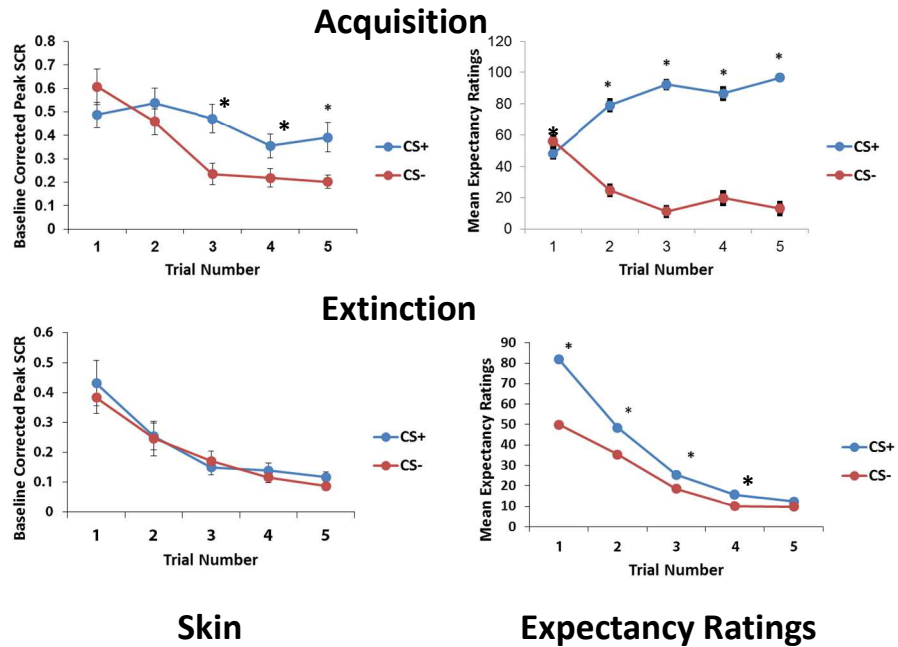 Acquisition
Baseline Corrected Peak SCR
0.8
0.7
0.6
0.5
0.4
0.3
0.2
0.1
0
*
*
*
1 2 3 4 5
Trial Number
CS+
CS-
Mean Expectancy Ratings
120
100
80
60
40
20
0
*
*
*
*
*
1 2 3 4 5
Trial Number
CS+
CS-
Extinction
Baseline Corrected Peak SCR
0.6
0.5
0.4
0.3
0.2
0.1
0
1 2 3 4 5
Trial Number
CS+
CS-
Mean Expectancy Ratings
90
80
70
60
50
40
30
20
10
0
*
*
*
*
1 2 3 4 5
Trial Number
CS+
CS-
Skin
Expectancy Ratings